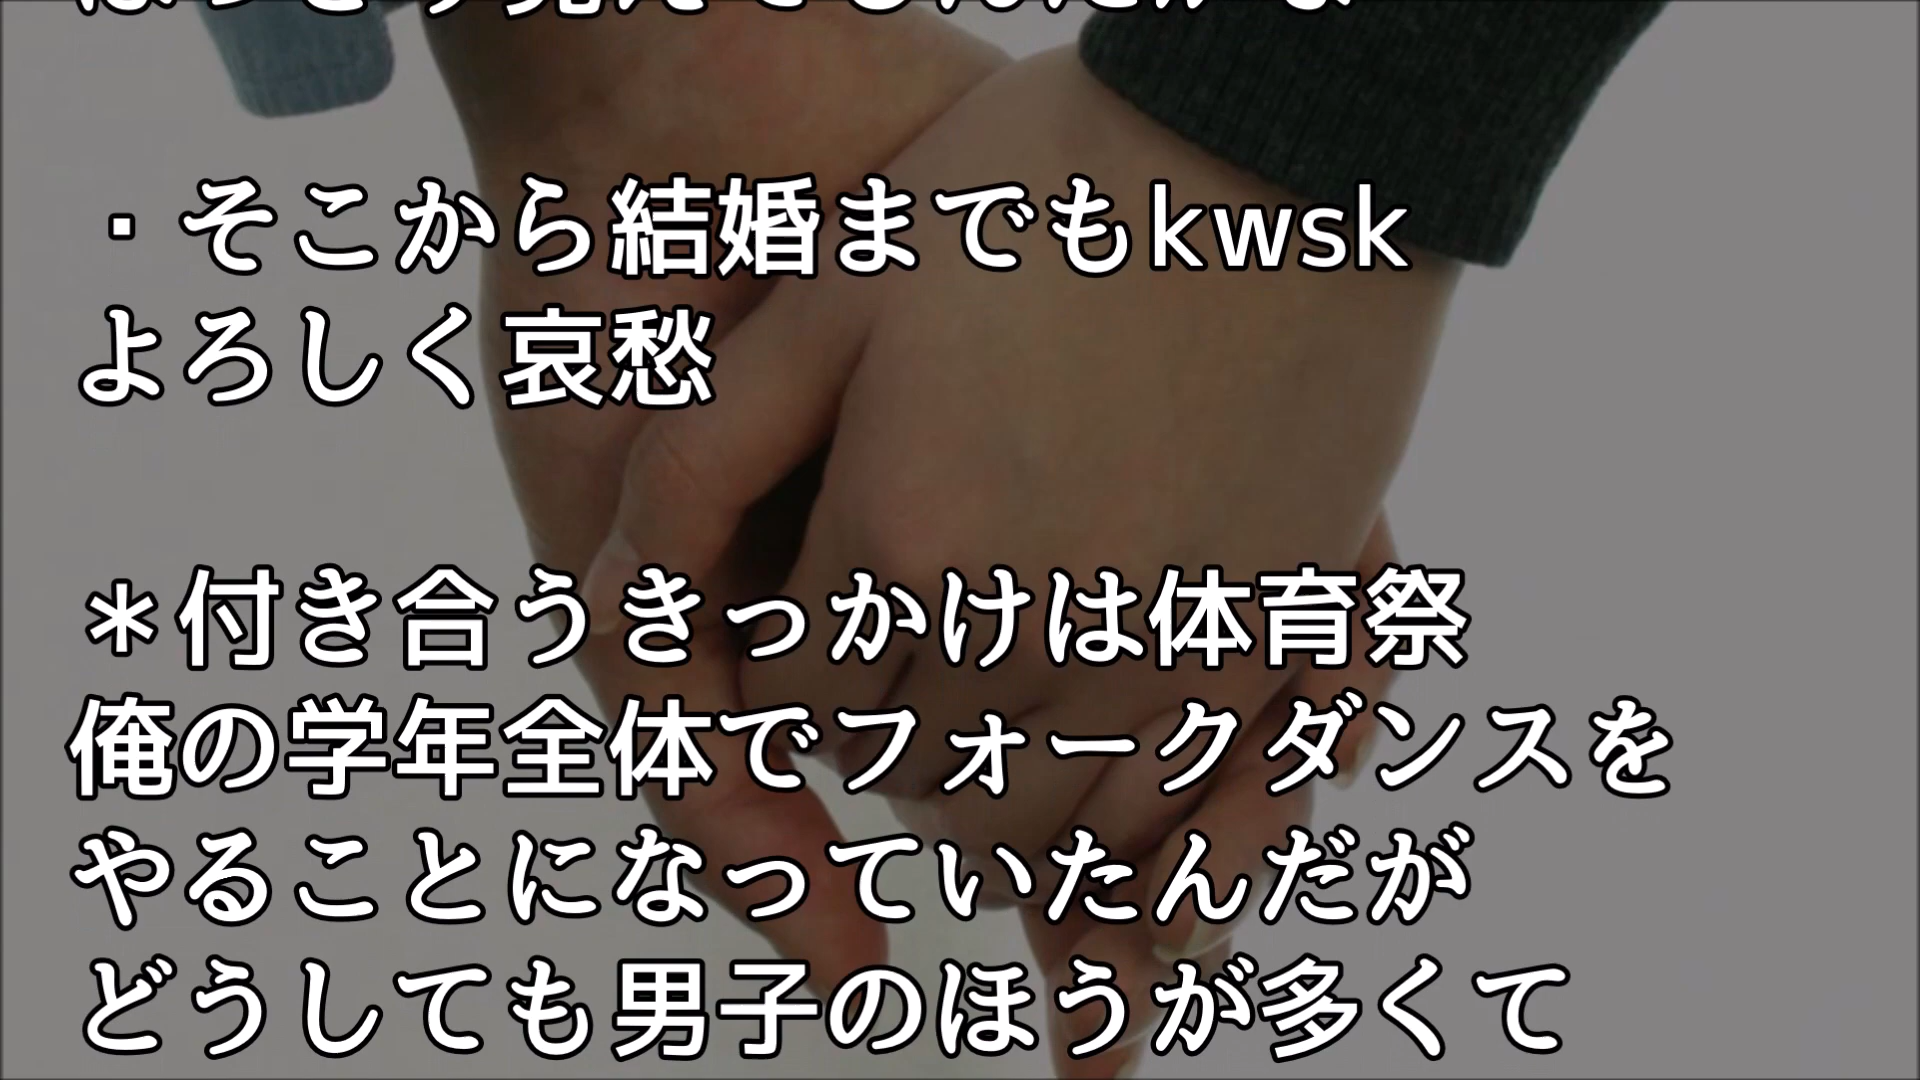 ・そこから結婚までもkwsk
よろしく哀愁
＊付き合うきっかけは体育祭
俺の学年全体でフォークダンスを
やることになっていたんだが
どうしても男子のほうが多くて